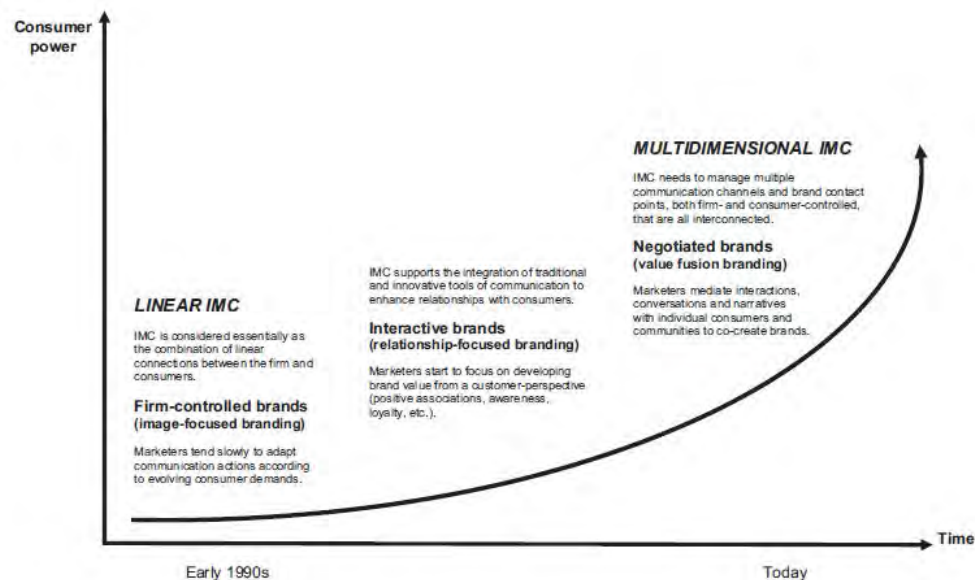 Consumer
power
MULTIDIMENSIONAL IMC
IMC needs to manage multiple
communication channels and brand contact
points, both firm- and consumer-controlled,
that are all interconnected.
Negotiated brands
(value fusion branding)
Marketers mediate interactions,
conversations and narratives
with individual consumers and
communities to co-create brands.
IMC supports the integration of traditional
and innovative tools of communication to
enhance relationships with consumers.
Interactive brands
(relationship-focused branding)
Marketers start to focus on developing
brand value from a customer-perspective
(positive associations, awareness,
loyalty, etc.).
LINEAR IMC
IMC is considered essentially as
the combination of linear
connections between the firm and
consumers.
Firm-controlled brands
(image-focused branding)
Marketers tend slowly to adapt
communication actions according
to evolving consumer demands.
Time
Early 1990s
Today